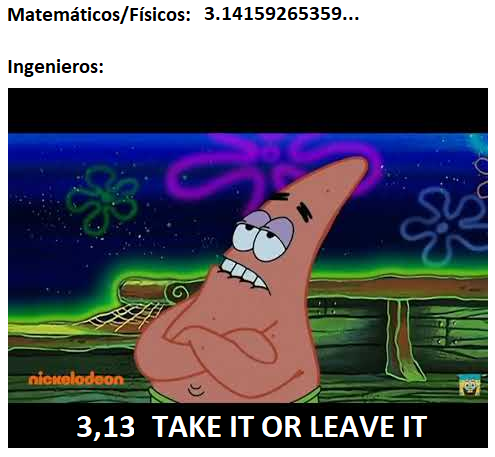 Matemáticos/Físicos: 3.14159265359...
Ingenieros:
nickelodeon
3,13 TAKE IT OR LEAVE IT